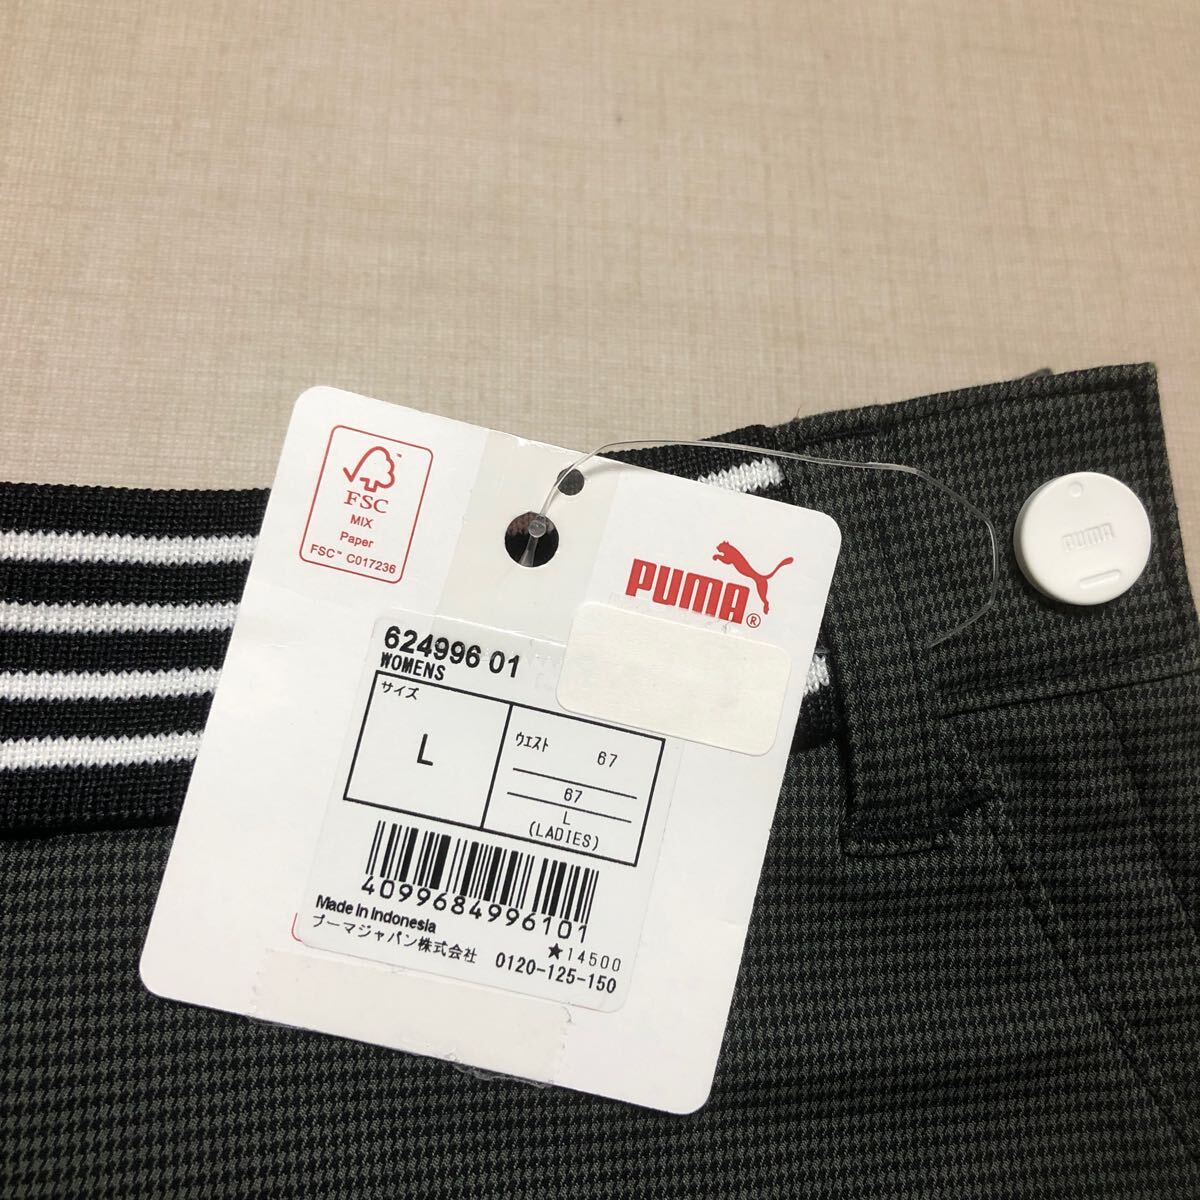 FSC
MIX
Paper
FSC™ C017236
PUMA®
624996 01
WOMENS
サイズ
L
ウエスト 67
67
L
(LADIES)
4099684996101
Made in Indonesia
★14500
プーマジャパン株式会社 0120-125-150
PUMA